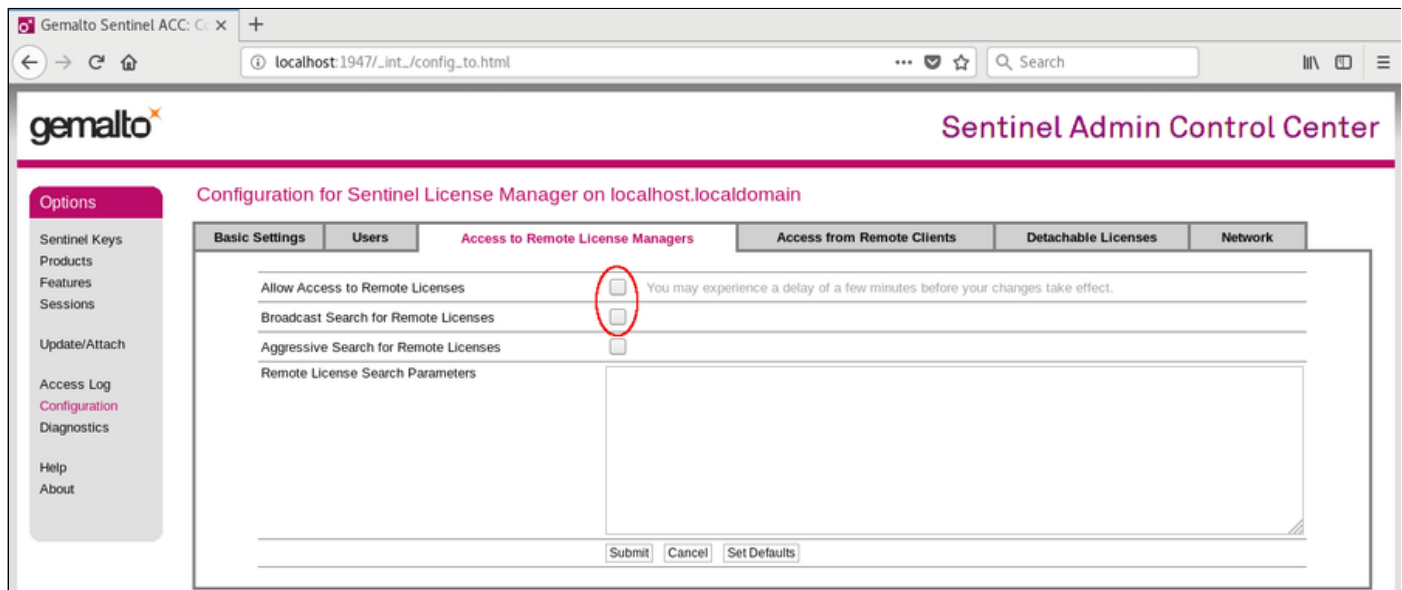 Gemalto Sentinel ACC: Co
localhost:1947/_int_/config_to.html
Search
gemalto
Sentinel Admin Control Center
Options
Sentinel Keys
Products
Features
Sessions
Update/Attach
Access Log
Configuration
Diagnostics
Help
About
Configuration for Sentinel License Manager on localhost.localdomain
Basic Settings Users Access to Remote License Managers Access from Remote Clients Detachable Licenses Network
Allow Access to Remote Licenses You may experience a delay of a few minutes before your changes take effect.
Broadcast Search for Remote Licenses
Aggressive Search for Remote Licenses
Remote License Search Parameters
Submit Cancel Set Defaults